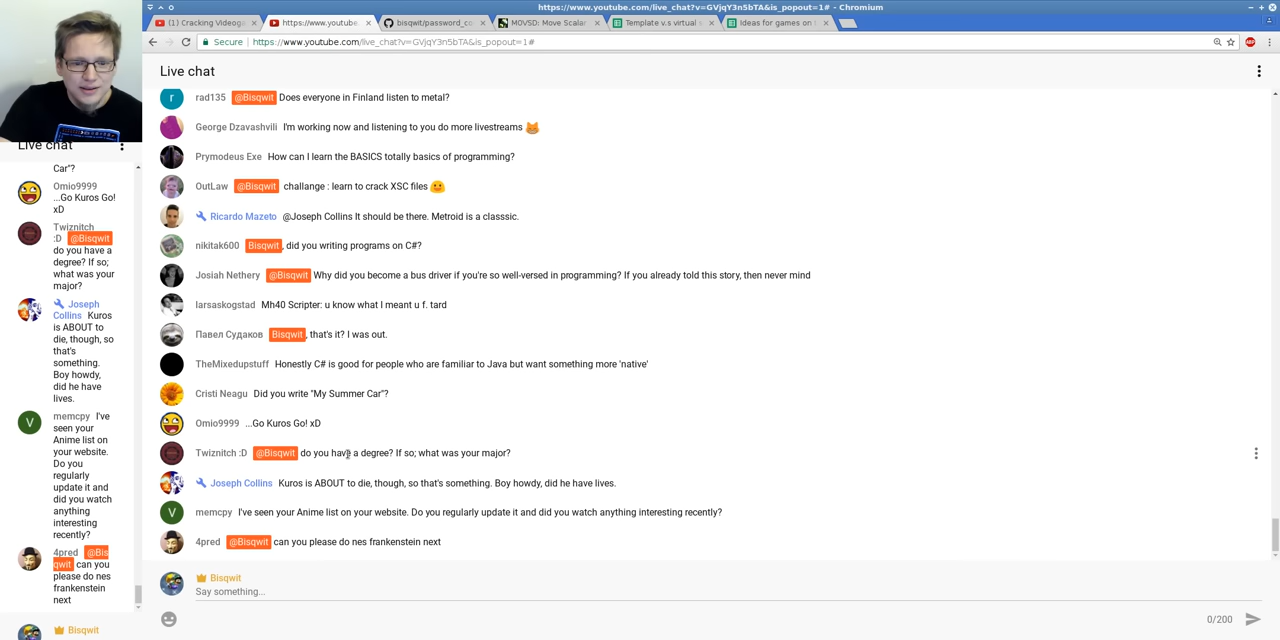 https://www.youtube.com/live_chat?v=GVjqY3n5bTA&is_popout=1# - Chromium
(1) Cracking Videog
https://www.youtube.
bisqwit/password_co
M0VSD: Move Scalar
Template v.s virtual s
Ideas for games on
Secure
https://www.youtube.com/live_chat?v=GVjqY3n5bTA&is_popout=1#
ABP
Live chat
r rad135 @Bisqwit Does everyone in Finland listen to metal?
George Dzavashvili I'm working now and listening to you do more livestreams
Prymodeus Exe How can I learn the BASICS totally basics of programming?
OutLaw @Bisqwit challange : learn to crack XSC files
Ricardo Mazeto @Joseph Collins It should be there. Metroid is a classsic.
nikitak600 Bisqwit, did you writing programs on C#?
Josiah Nethery @Bisqwit Why did you become a bus driver if you're so well-versed in programming? If you already told this story, then never mind
larsaskogstad Mh40 Scripter: u know what I meant u f. tard
Павел Судаков Bisqwit, that's it? I was out.
TheMixedupstuff Honestly C# is good for people who are familiar to Java but want something more 'native'
Cristi Neagu Did you write "My Summer Car"?
Omio9999 ...Go Kuros Go! xD
Twiznitch :D @Bisqwit do you have a degree? If so; what was your major?
Joseph Collins Kuros is ABOUT to die, though, so that's something. Boy howdy, did he have lives.
V memcpy I've seen your Anime list on your website. Do you regularly update it and did you watch anything interesting recently?
4pred @Bisqwit can you please do nes frankenstein next
Bisqwit
Say something...
0/200
Live chat
Car"?
Omio9999
...Go Kuros Go!
xD
Twiznitch
:D @Bisqwit
do you have a
degree? If so;
what was your
major?
Joseph
Collins Kuros
is ABOUT to
die, though, so
that's
something.
Boy howdy,
did he have
lives.
V memcpy I've
seen your
Anime list on
your website.
Do you
regularly
update it and
did you watch
anything
interesting
recently?
4pred @Bis
qwit can you
please do nes
frankenstein
next
Bisqwit